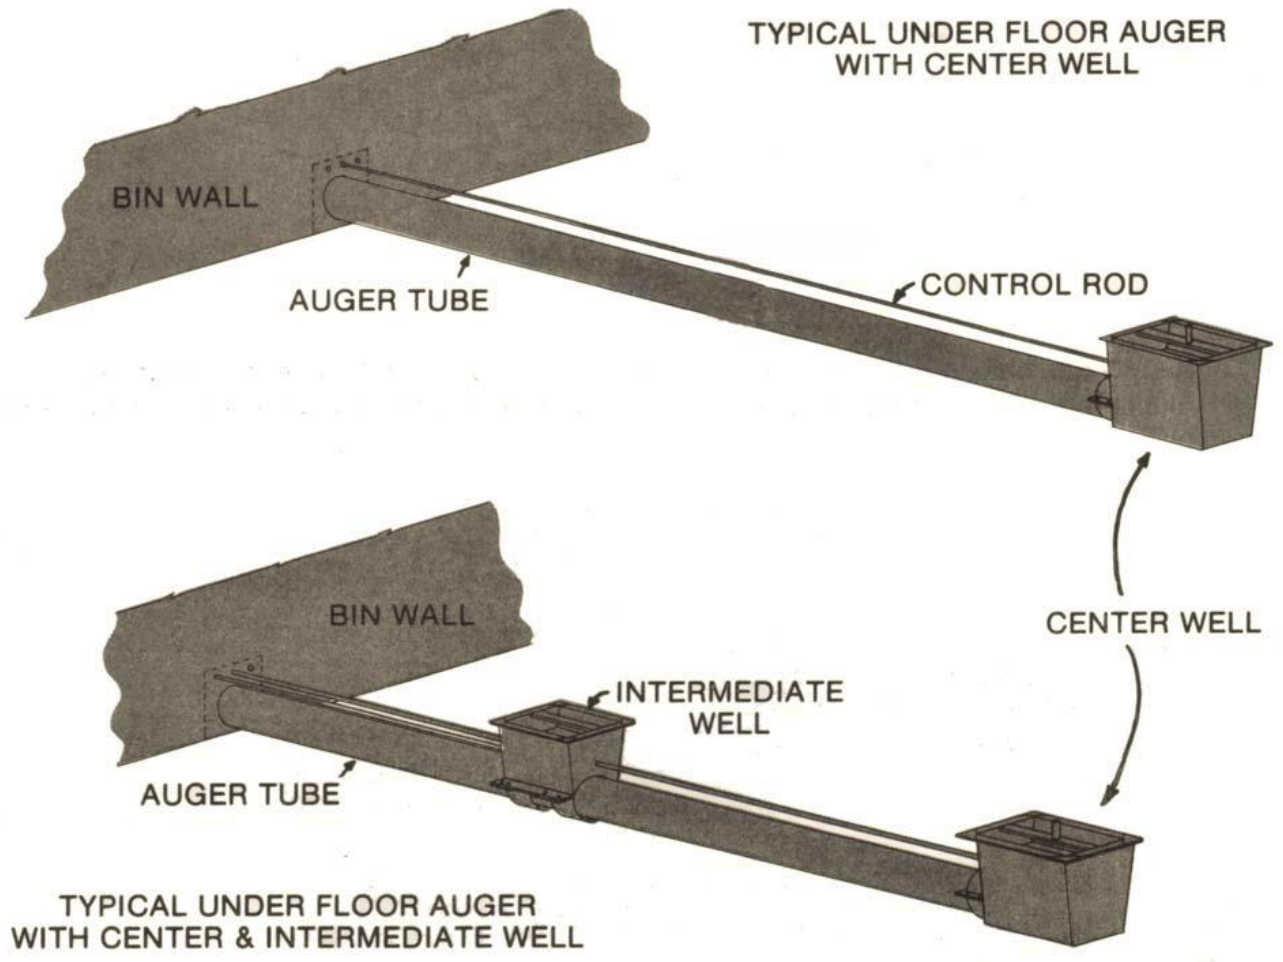 TYPICAL UNDER FLOOR AUGER
WITH CENTER WELL
BIN WALL
AUGER TUBE
CONTROL ROD
CENTER WELL
BIN WALL
INTERMEDIATE
WELL
AUGER TUBE
TYPICAL UNDER FLOOR AUGER
WITH CENTER & INTERMEDIATE WELL